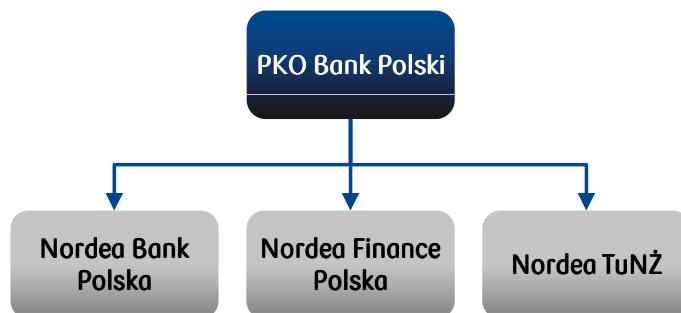 PKO Bank Polski
Nordea Bank
Polska
Nordea Finance
Polska
Nordea TuNŻ